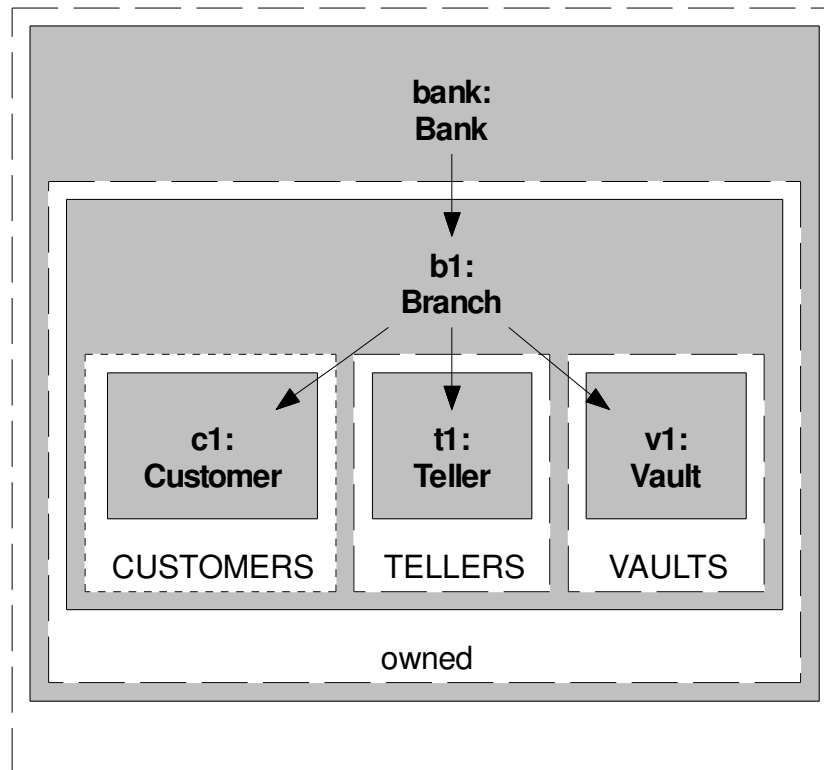 bank:
Bank
b1:
Branch
c1:
Customer
t1:
Teller
v1:
Vault
CUSTOMERS
TELLERS
VAULTS
owned